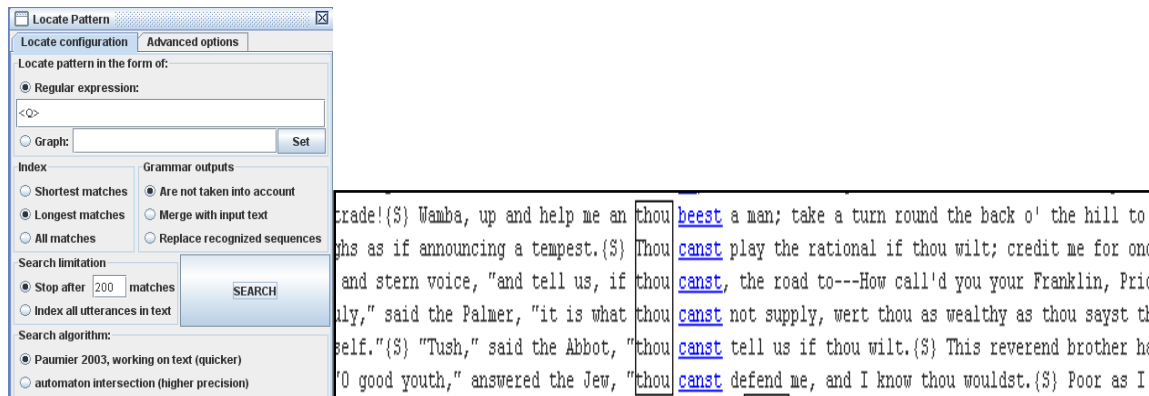 Locate Pattern
Locate configuration Advanced options
Locate pattern in the form of:
Regular expression:
<Q>
Graph: Set
Index Grammar outputs
Shortest matches Are not taken into account
Longest matches Merge with input text
All matches Replace recognized sequences
Search limitation
Stop after 200 matches
Index all utterances in text
SEARCH
Search algorithm:
Paumier 2003, working on text (quicker)
automaton intersection (higher precision)
trade!{S} Wamba, up and help me an thou beest a man; take a turn round the back o' the hill to
ghs as if announcing a tempest.{S} Thou canst play the rational if thou wilt; credit me for onc
and stern voice, "and tell us, if thou canst, the road to---How call'd you your Franklin, Pri
uly," said the Palmer, "it is what thou canst not supply, wert thou as wealthy as thou sayst th
self."{S} "Tush," said the Abbot, "thou canst tell us if thou wilt.{S} This reverend brother ha
"O good youth," answered the Jew, "thou canst defend me, and I know thou wouldst.{S} Poor as I